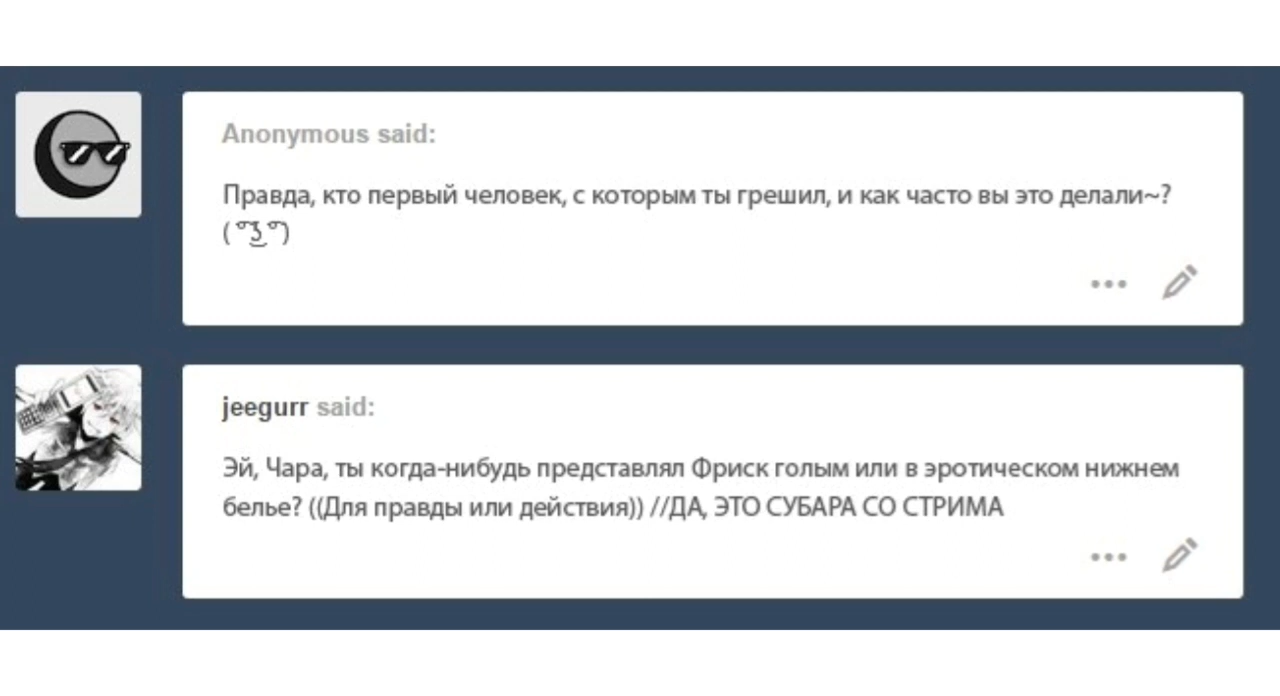 Anonymous said:
Правда, кто первый человек, с которым ты грешил, и как часто вы это делали~?
( ͡° ͜ʖ ͡°)
jeegurr said:
Эй, Чара, ты когда-нибудь представлял Фриск голым или в эротическом нижнем
белье? ((Для правды или действия)) //ДА, ЭТО СУБАРА СО СТРИМА